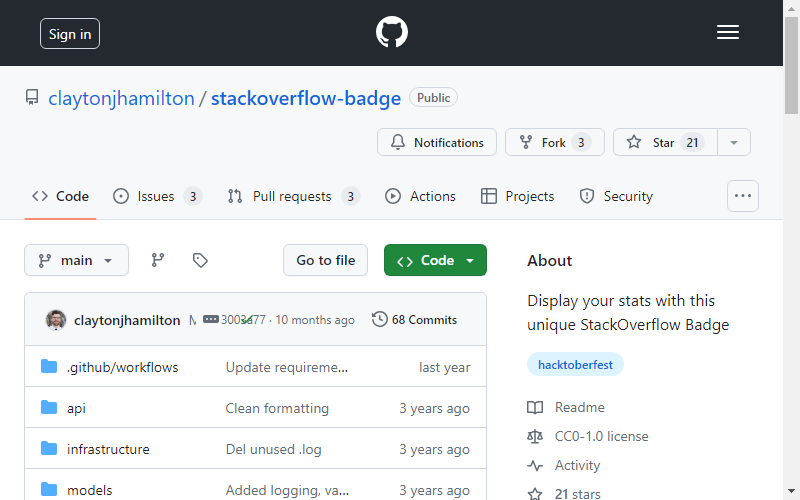 Sign in
claytonjhamilton / stackoverflow-badge Public
Notifications Fork 3 Star 21
Code Issues 3 Pull requests 3 Actions Projects Security
main Go to file Code
claytonjhamilton 3003d77 · 10 months ago 68 Commits
.github/workflows Update requireme... last year
api Clean formatting 3 years ago
infrastructure Del unused .log 3 years ago
models Added logging, va... 3 years ago
About
Display your stats with this
unique StackOverflow Badge
hacktoberfest
Readme
CC0-1.0 license
Activity
21 stars